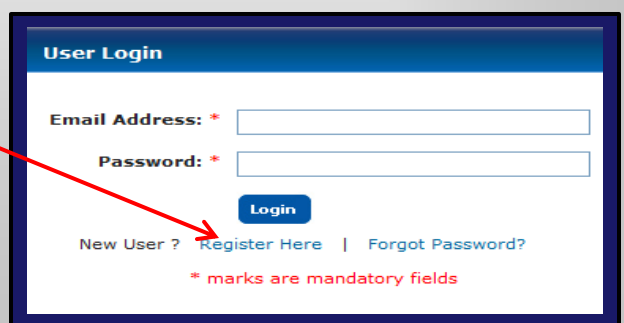 User Login
Email Address: *
Password: *
Login
New User ? Register Here | Forgot Password?
* marks are mandatory fields